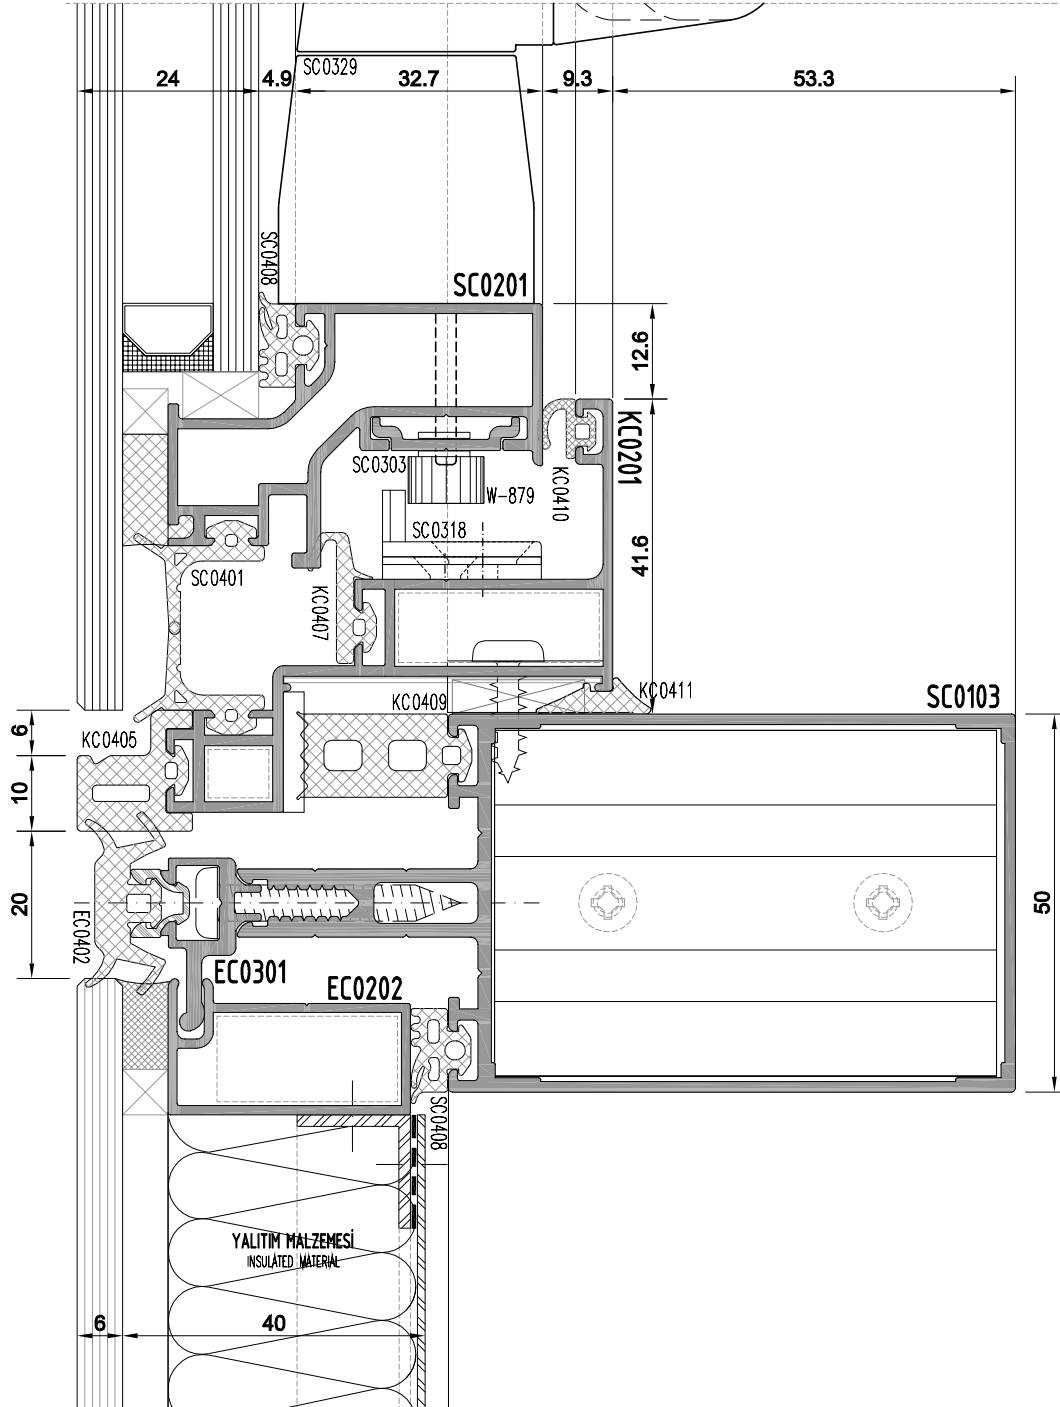 SC0329
24
4.9
32.7
9.3
53.3
SC0408
SC0201
12.6
KC0201
SC0303
W-879
KC0410
SC0318
41.6
SC0401
KC0407
KC0409
KC0411
SC0103
6
KC0405
10
20
EC0402
50
EC0301
EC0202
SC0408
YALITIM MALZEMESİ
INSULATED MATERIAL
6
40